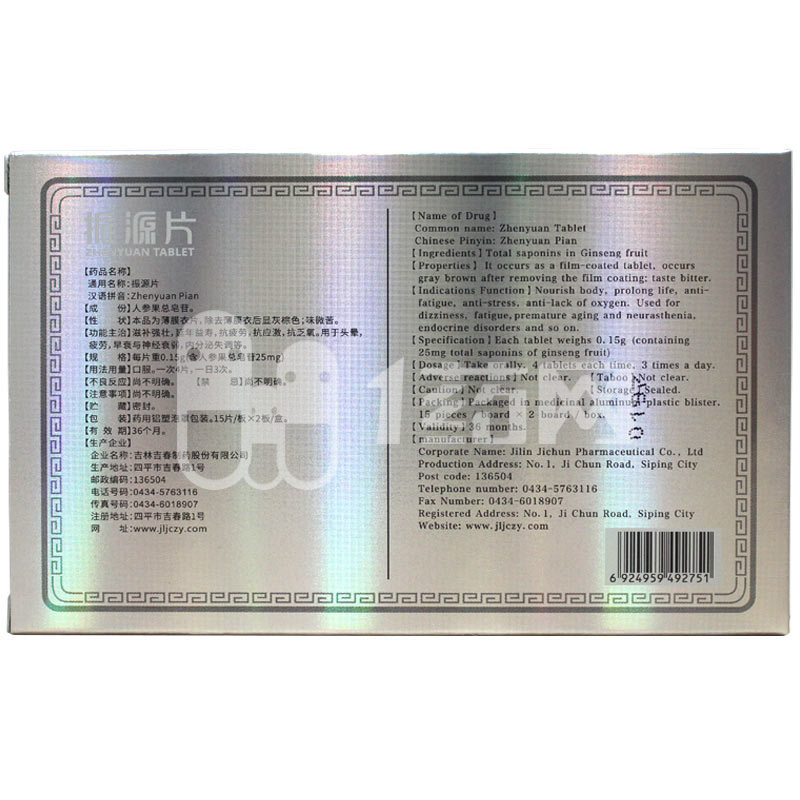 振源片
ZHENYUAN TABLET
【药品名称】
通用名称:振源片
汉语拼音:Zhenyuan Pian
【成 份】人参果总皂苷。
【性 状】本品为薄膜衣片,除去薄膜衣后显灰棕色;味微苦。
【功能主治】滋补强壮,延年益寿,抗疲劳,抗应激,抗乏氧。用于头晕,
疲劳,早衰与神经衰弱,内分泌失调等。
【规 格】每片重0.15g(含人参果总皂苷25mg)
【用法用量】口服。一次4片,一日3次。
【不良反应】尚不明确。【禁 忌】尚不明确。
【注意事项】尚不明确。
【贮 藏】密封。
【包 装】药用铝塑泡罩包装。15片/板×2板/盒。
【有 效 期】36个月。
【生产企业】
企业名称:吉林吉春制药股份有限公司
生产地址:四平市吉春路1号
邮政编码:136504
电话号码:0434-5763116
传真号码:0434-6018907
注册地址:四平市吉春路1号
网 址:www.jljczy.com
【Name of Drug】
Common name: Zhenyuan Tablet
Chinese Pinyin: Zhenyuan Pian
【Ingredients】Total saponins in Ginseng fruit
【Properties】It occurs as a film-coated tablet, occurs
gray brown after removing the film coating; taste bitter.
【Indications Function】Nourish body, prolong life, anti-
fatigue, anti-stress, anti-lack of oxygen. Used for
dizziness, fatigue,premature aging and neurasthenia,
endocrine disorders and so on.
【Specification】Each tablet weighs 0.15g (containing
25mg total saponins of ginseng fruit)
【Dosage】Take orally. 4 tablets each time, 3 times a day.
【Adverse reactions】Not clear. 【Taboo】Not clear.
【Caution】Not clear. 【Storage】Sealed.
【Packing】Packaged in medicinal aluminum-plastic blister.
15 pieces / board × 2 board / box.
【Validity】36 months.
【manufacturer】
Corporate Name: Jilin Jichun Pharmaceutical Co., Ltd
Production Address: No.1, Ji Chun Road, Siping City
Post code: 136504
Telephone number: 0434-5763116
Fax Number: 0434-6018907
Registered Address: No.1, Ji Chun Road, Siping City
Website: www.jljczy.com
6 924959 492751
1药网